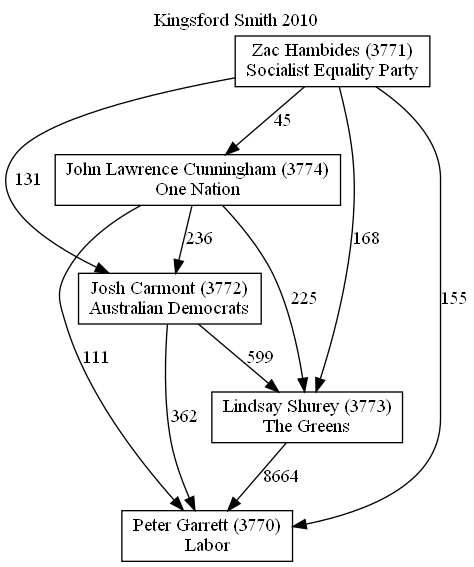 Kingsford Smith 2010
Zac Hambides (3771)
Socialist Equality Party
45
131
John Lawrence Cunningham (3774)
One Nation
236
168
Josh Carmont (3772)
Australian Democrats
225
155
111
599
362
Lindsay Shurey (3773)
The Greens
8664
Peter Garrett (3770)
Labor